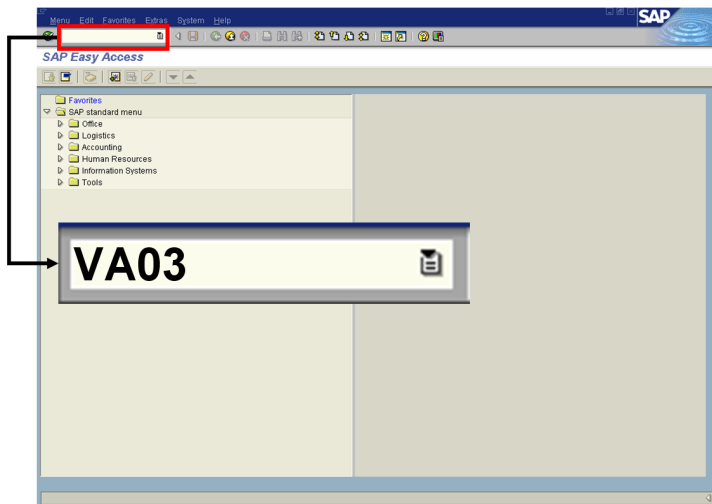 Menu Edit Favorites Extras System Help
SAP
SAP Easy Access
Favorites
SAP standard menu
Office
Logistics
Accounting
Human Resources
Information Systems
Tools
VA03